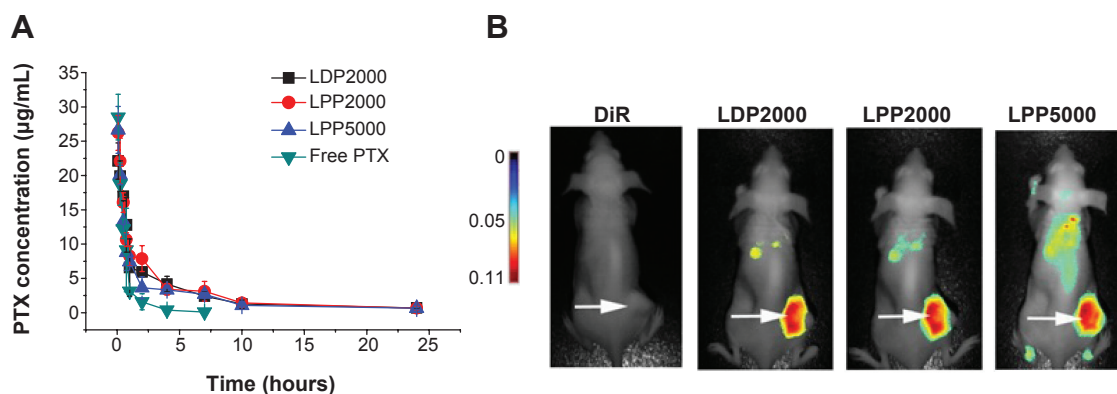 A
PTX concentration (µg/mL)
35
30
25
20
15
10
5
0
0
5
10
15
20
25
Time (hours)
LDP2000
LPP2000
LPP5000
Free PTX
B
0
0.05
0.11
DiR
LDP2000
LPP2000
LPP5000